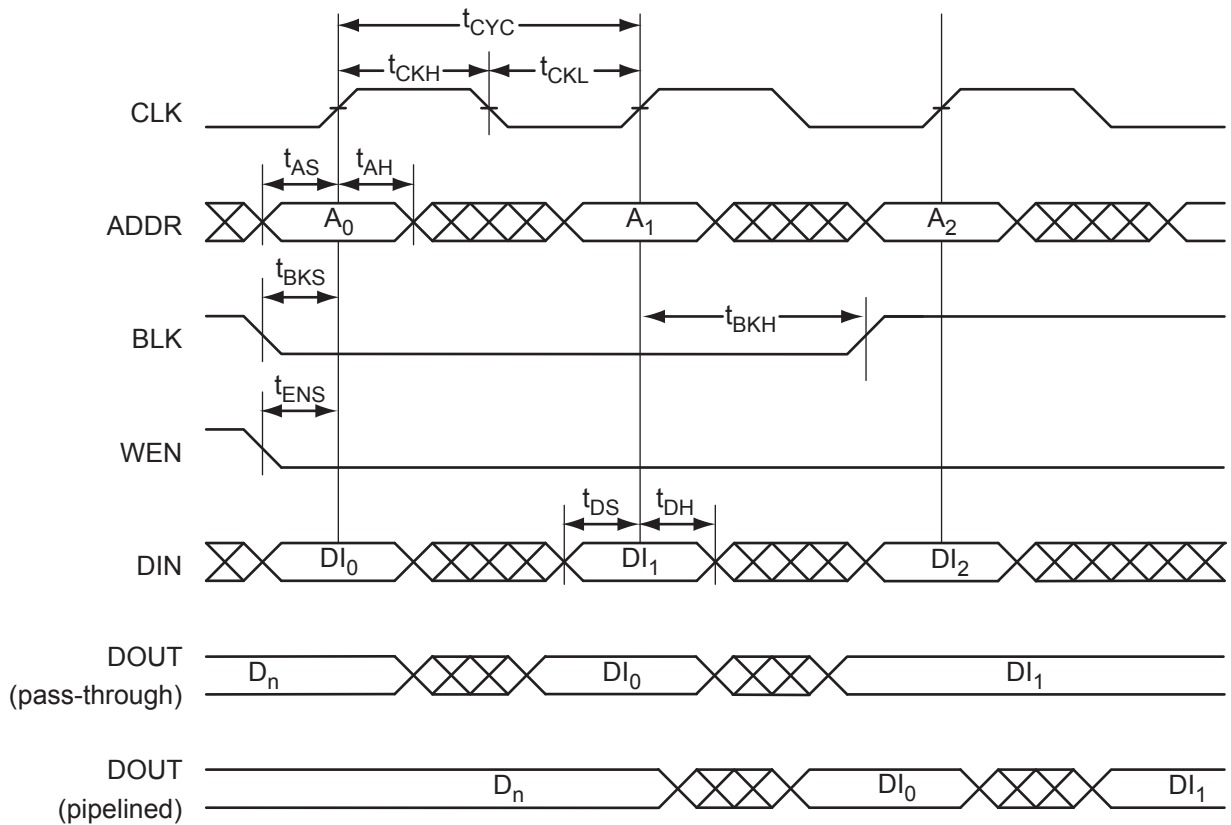 tCYC
tCKH tCKL
CLK
tAS tAH
ADDR A0 A1 A2
tBKS
BLK tBKH
tENS
WEN
tDS tDH
DIN DI0 DI1 DI2
DOUT
(pass-through) Dn DI0 DI1
DOUT
(pipelined) Dn DI0 DI1